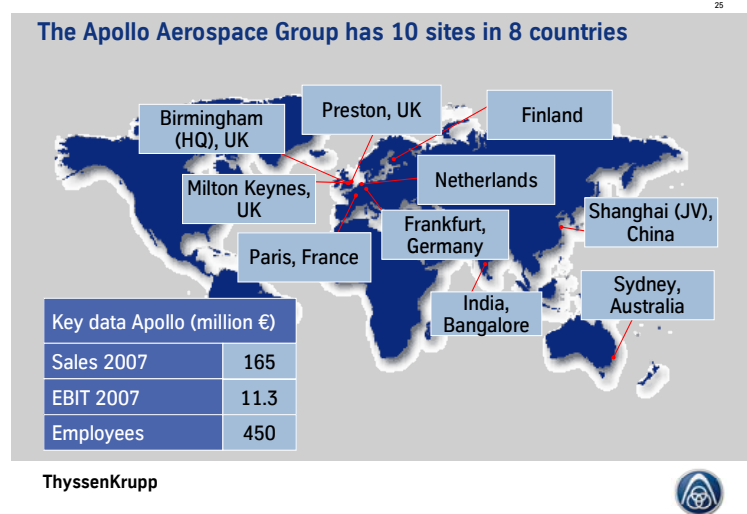 25
The Apollo Aerospace Group has 10 sites in 8 countries
Birmingham
(HQ), UK
Preston, UK
Finland
Milton Keynes,
UK
Netherlands
Paris, France
Frankfurt,
Germany
Shanghai (JV),
China
India,
Bangalore
Sydney,
Australia
Key data Apollo (million €)
Sales 2007 165
EBIT 2007 11.3
Employees 450
ThyssenKrupp